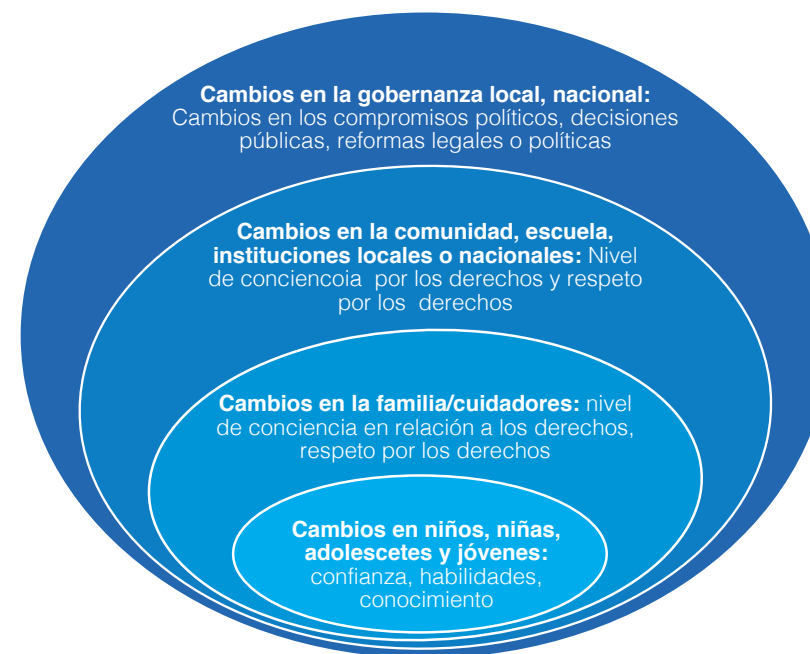 Cambios en la gobernanza local, nacional:
Cambios en los compromisos políticos, decisiones
públicas, reformas legales o políticas
Cambios en la comunidad, escuela,
instituciones locales o nacionales: Nivel
de conciencoia por los derechos y respeto
por los derechos
Cambios en la familia/cuidadores: nivel
de conciencia en relación a los derechos,
respeto por los derechos
Cambios en niños, niñas,
adolescetes y jóvenes:
confianza, habilidades,
conocimiento